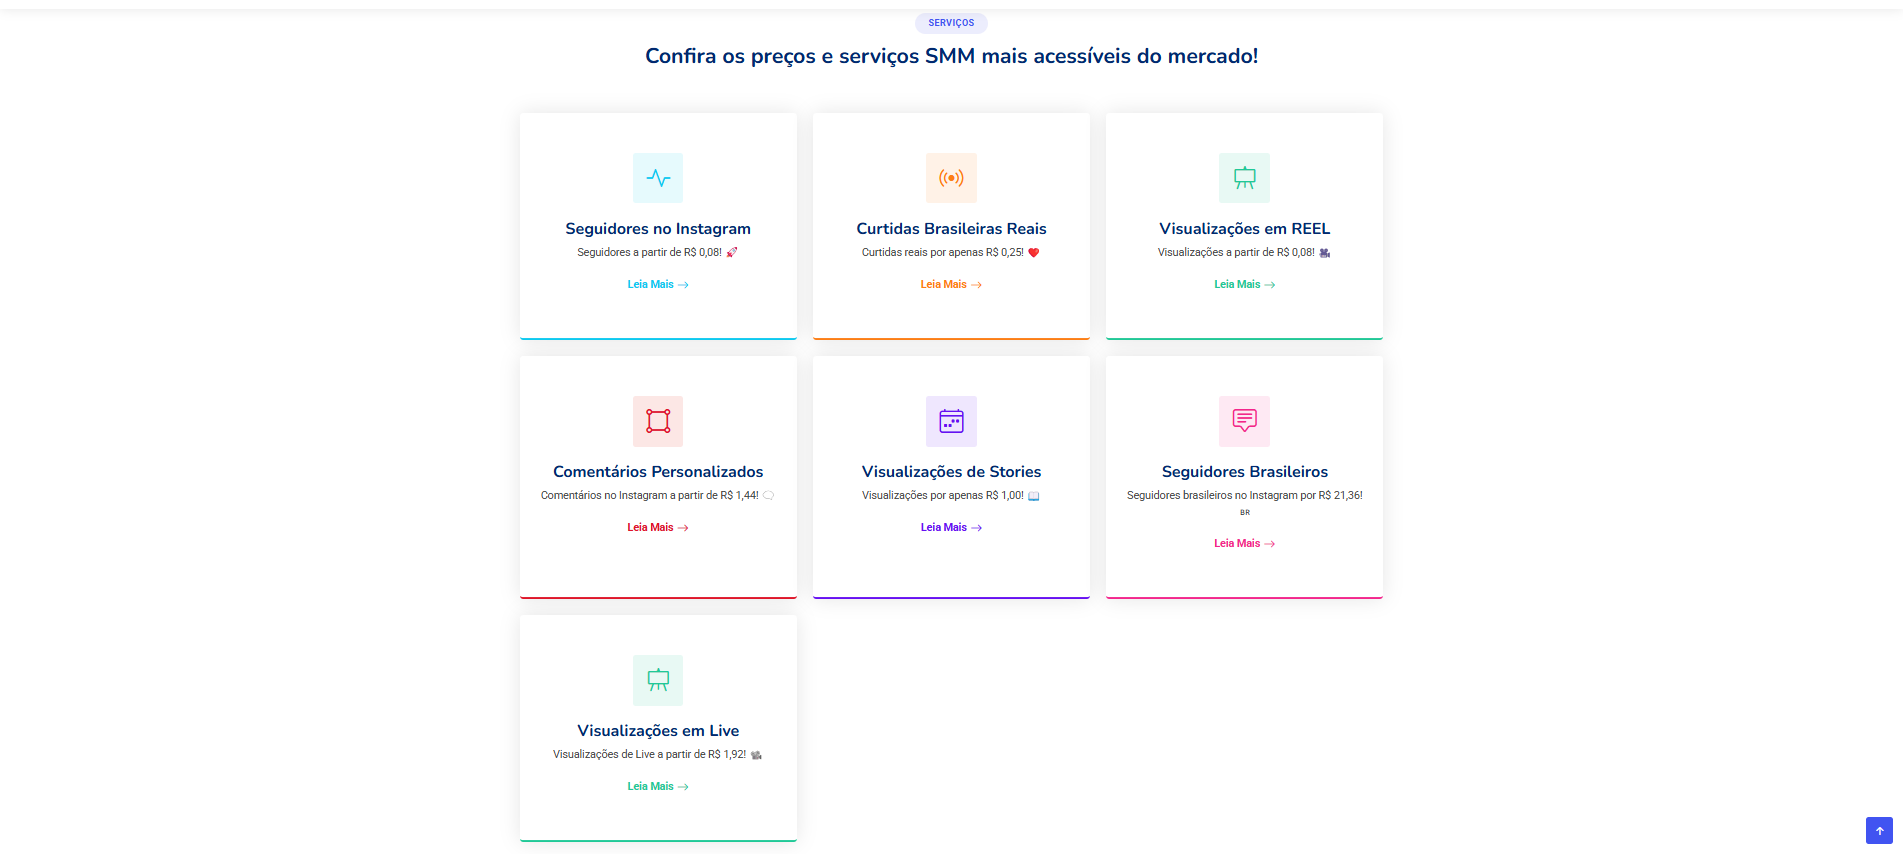 SERVIÇOS
Confira os preços e serviços SMM mais acessíveis do mercado!
Seguidores no Instagram
Seguidores a partir de R$ 0,08! 🚀
Leia Mais →
Curtidas Brasileiras Reais
Curtidas reais por apenas R$ 0,25! ❤️
Leia Mais →
Visualizações em REEL
Visualizações a partir de R$ 0,08! 🎥
Leia Mais →
Comentários Personalizados
Comentários no Instagram a partir de R$ 1,44! 🗨️
Leia Mais →
Visualizações de Stories
Visualizações por apenas R$ 1,00! 📖
Leia Mais →
Seguidores Brasileiros
Seguidores brasileiros no Instagram por R$ 21,36!
BR
Leia Mais →
Visualizações em Live
Visualizações de Live a partir de R$ 1,92! 📽️
Leia Mais →